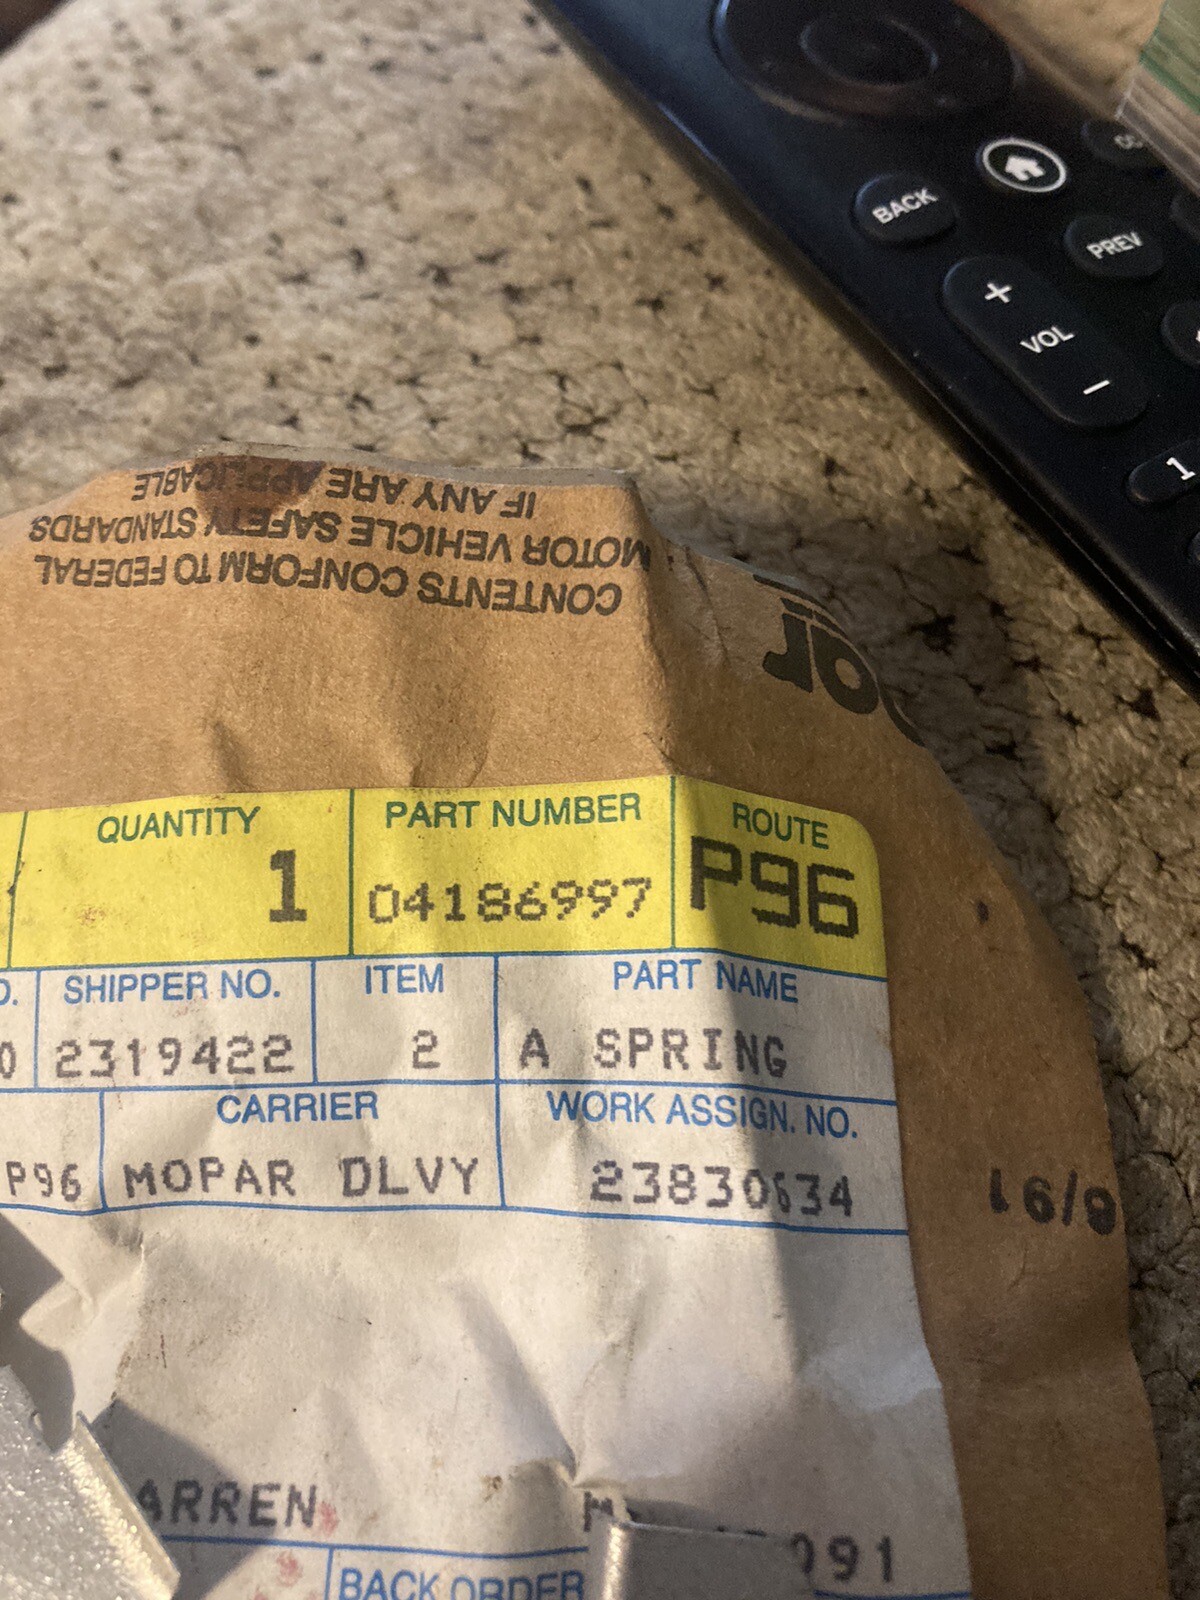 BACK
PREV
+
VOL
−
1
CONTENTS CONFORM TO FEDERAL
MOTOR VEHICLE SAFETY STANDARDS
IF ANY ARE APPLICABLE
QUANTITY
1
PART NUMBER
04186997
ROUTE
P96
SHIPPER NO.
2319422
ITEM
2
PART NAME
A SPRING
P96
CARRIER
MOPAR DLVY
WORK ASSIGN. NO.
23830634
ARREN
091
BACK ORDER